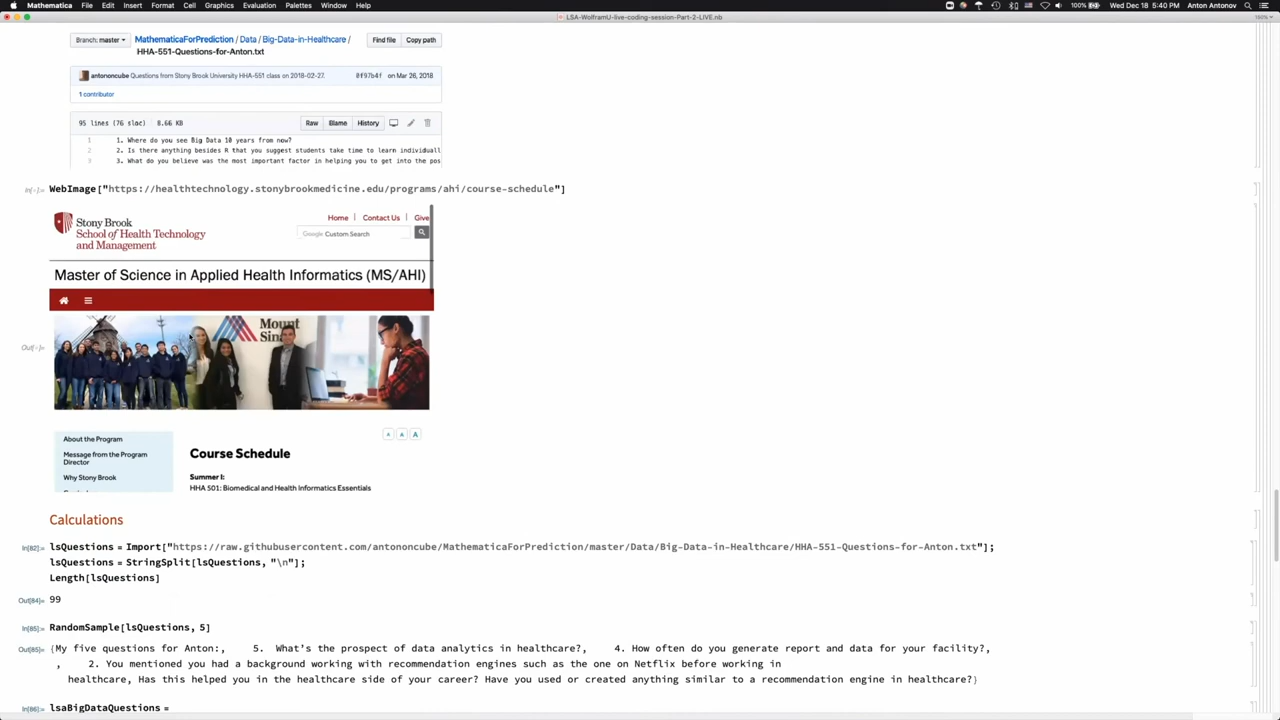 Mathematica File Edit Insert Format Cell Graphics Evaluation Palettes Window Help 100% Wed Dec 18 5:40 PM Anton Antonov
LSA-WolframU-live-coding-session-Part-2-LIVE.nb
Branch: master MathematicaForPrediction / Data / Big-Data-in-Healthcare / Find file Copy path
HHA-551-Questions-for-Anton.txt
antononcube Questions from Stony Brook University HHA-551 class on 2018-02-27. 0f97b4f on Mar 26, 2018
1 contributor
95 lines (76 sloc) 8.66 KB Raw Blame History
1 1. Where do you see Big Data 10 years from now?
2 2. Is there anything besides R that you suggest students take time to learn individuall
3 3. What do you believe was the most important factor in helping you to get into the pos
WebImage["https://healthtechnology.stonybrookmedicine.edu/programs/ahi/course-schedule"]
Home | Contact Us | Give
Stony Brook
School of Health Technology
and Management
Google Custom Search
Master of Science in Applied Health Informatics (MS/AHI)
Mount
Sin
About the Program
Message from the Program
Director
Why Stony Brook
Course Schedule
Summer I:
HHA 501: Biomedical and Health Informatics Essentials
Calculations
In[82]:= lsQuestions = Import["https://raw.githubusercontent.com/antononcube/MathematicaForPrediction/master/Data/Big-Data-in-Healthcare/HHA-551-Questions-for-Anton.txt"];
lsQuestions = StringSplit[lsQuestions, "\n"];
Length[lsQuestions]
Out[84]= 99
In[85]:= RandomSample[lsQuestions, 5]
Out[85]= {My five questions for Anton:, 5. What's the prospect of data analytics in healthcare?, 4. How often do you generate report and data for your facility?,
, 2. You mentioned you had a background working with recommendation engines such as the one on Netflix before working in
healthcare, Has this helped you in the healthcare side of your career? Have you used or created anything similar to a recommendation engine in healthcare?}
In[86]:= lsaBigDataQuestions =